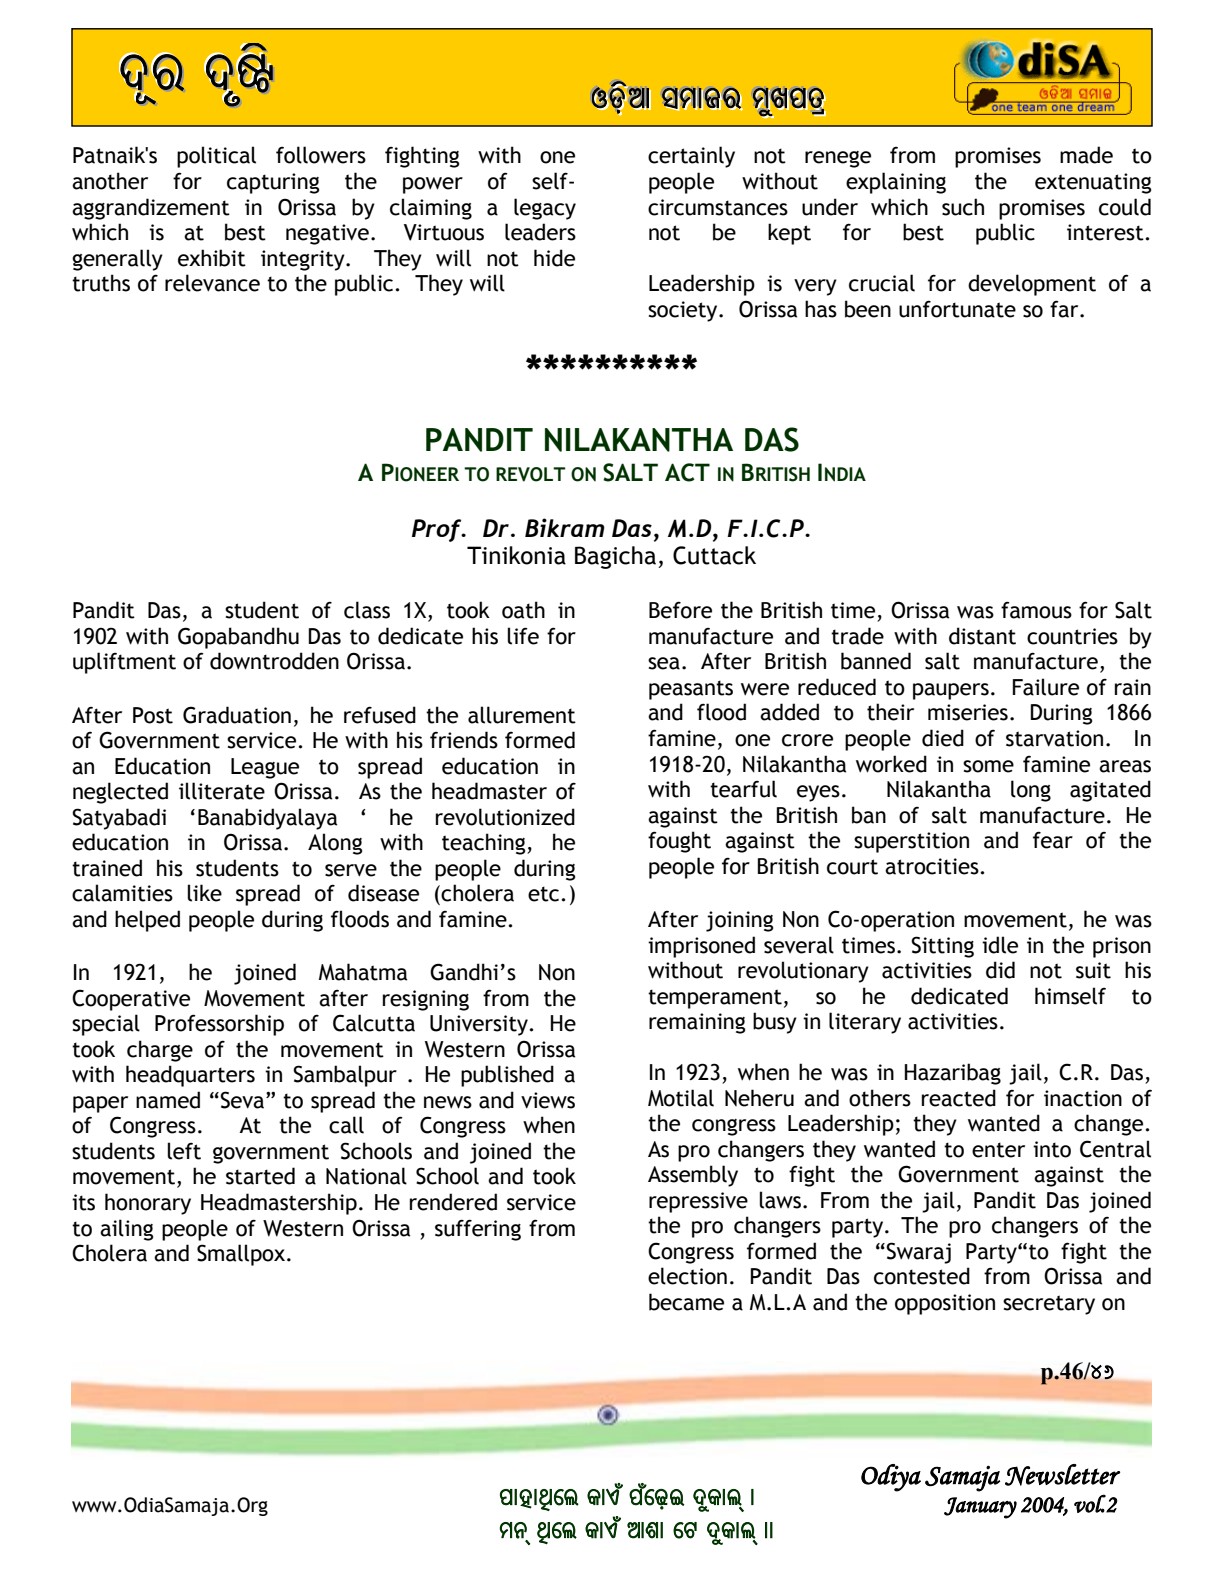 ଦୂର ଦୃଷ୍ଟି
ଓଡ଼ିଆ ସମାଜର ମୁଖପତ୍ର
OdiSA
ଓଡ଼ିଆ ସମାଜ
one team one dream
Patnaik's political followers fighting with one
another for capturing the power of self-
aggrandizement in Orissa by claiming a legacy
which is at best negative. Virtuous leaders
generally exhibit integrity. They will not hide
truths of relevance to the public. They will
certainly not renege from promises made to
people without explaining the extenuating
circumstances under which such promises could
not be kept for best public interest.
Leadership is very crucial for development of a
society. Orissa has been unfortunate so far.
**********
PANDIT NILAKANTHA DAS
A PIONEER TO REVOLT ON SALT ACT IN BRITISH INDIA
Prof. Dr. Bikram Das, M.D, F.I.C.P.
Tinikonia Bagicha, Cuttack
Pandit Das, a student of class 1X, took oath in
1902 with Gopabandhu Das to dedicate his life for
upliftment of downtrodden Orissa.
After Post Graduation, he refused the allurement
of Government service. He with his friends formed
an Education League to spread education in
neglected illiterate Orissa. As the headmaster of
Satyabadi ‘Banabidyalaya ‘ he revolutionized
education in Orissa. Along with teaching, he
trained his students to serve the people during
calamities like spread of disease (cholera etc.)
and helped people during floods and famine.
In 1921, he joined Mahatma Gandhi’s Non
Cooperative Movement after resigning from the
special Professorship of Calcutta University. He
took charge of the movement in Western Orissa
with headquarters in Sambalpur . He published a
paper named “Seva” to spread the news and views
of Congress. At the call of Congress when
students left government Schools and joined the
movement, he started a National School and took
its honorary Headmastership. He rendered service
to ailing people of Western Orissa , suffering from
Cholera and Smallpox.
Before the British time, Orissa was famous for Salt
manufacture and trade with distant countries by
sea. After British banned salt manufacture, the
peasants were reduced to paupers. Failure of rain
and flood added to their miseries. During 1866
famine, one crore people died of starvation. In
1918-20, Nilakantha worked in some famine areas
with tearful eyes. Nilakantha long agitated
against the British ban of salt manufacture. He
fought against the superstition and fear of the
people for British court atrocities.
After joining Non Co-operation movement, he was
imprisoned several times. Sitting idle in the prison
without revolutionary activities did not suit his
temperament, so he dedicated himself to
remaining busy in literary activities.
In 1923, when he was in Hazaribag jail, C.R. Das,
Motilal Neheru and others reacted for inaction of
the congress Leadership; they wanted a change.
As pro changers they wanted to enter into Central
Assembly to fight the Government against the
repressive laws. From the jail, Pandit Das joined
the pro changers party. The pro changers of the
Congress formed the “Swaraj Party“to fight the
election. Pandit Das contested from Orissa and
became a M.L.A and the opposition secretary on
p.46/୪୬
www.OdiaSamaja.Org
ପାହାଥିଲେ କାଏଁ ପଁଢ଼େଇ ଦୁକାଲ୍ ।
ମନ୍ ଥିଲେ କାଏଁ ଆଶା ଟେ ଦୁକାଲ୍ ॥
Odiya Samaja Newsletter
January 2004, vol.2